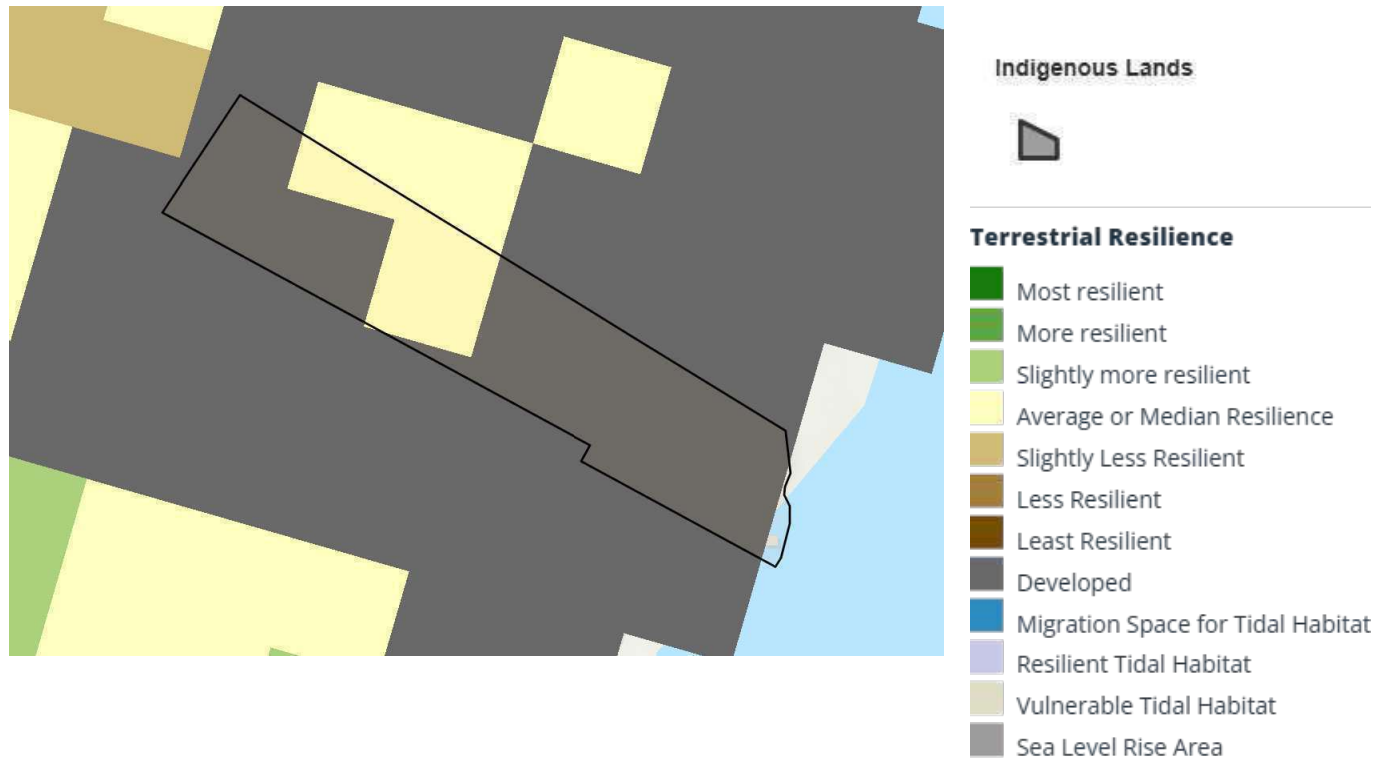 Indigenous Lands
Terrestrial Resilience
Most resilient
More resilient
Slightly more resilient
Average or Median Resilience
Slightly Less Resilient
Less Resilient
Least Resilient
Developed
Migration Space for Tidal Habitat
Resilient Tidal Habitat
Vulnerable Tidal Habitat
Sea Level Rise Area